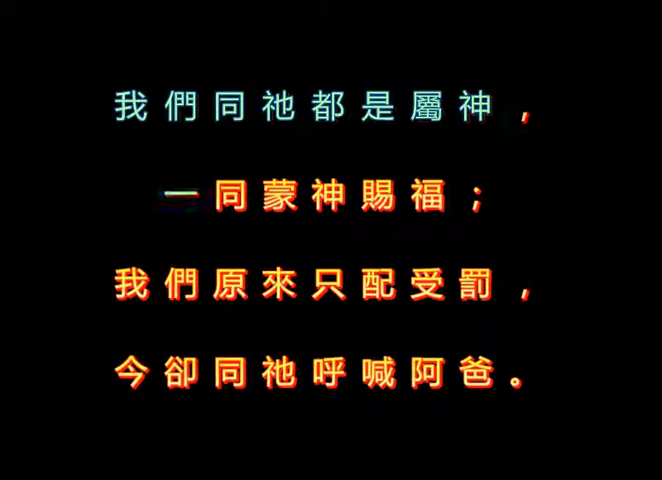 我們同祂都是屬神，
一同蒙神賜福；
我們原來只配受罰，
今卻同祂呼喊阿爸。